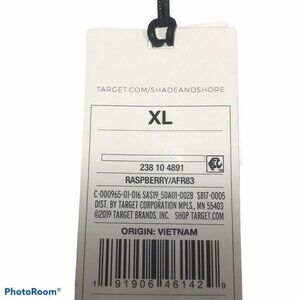 TARGET.COM/SHADEANDSHORE
XL
238 10 4891
RASPBERRY/AFR83
C-000965-01-016 SAS19_50A01-0028 SB17-0005
DIST. BY TARGET CORPORATION MPLS., MN 55403
©2019 TARGET BRANDS, INC. SHOP TARGET.COM
ORIGIN: VIETNAM
1 91906 46142 9
PhotoRoom®